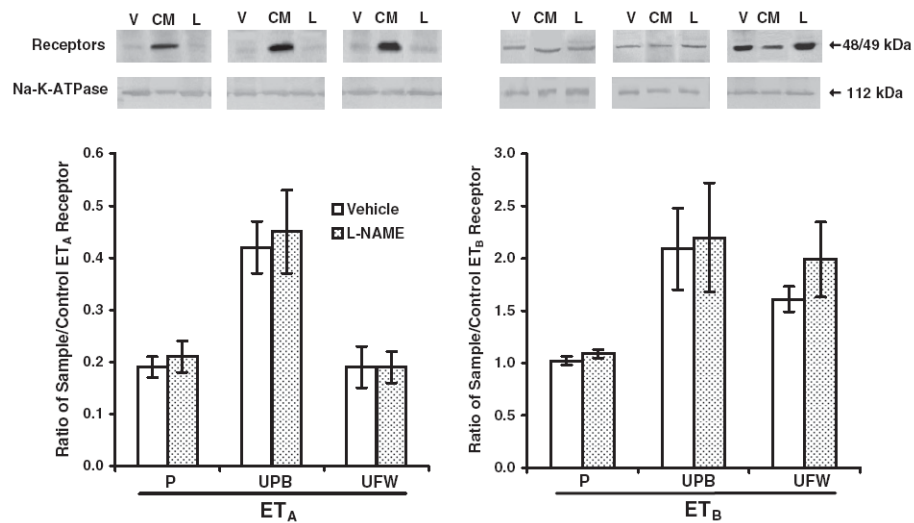 V CM L V CM L V CM L V CM L V CM L V CM L
Receptors ←48/49 kDa
Na-K-ATPase ← 112 kDa
Ratio of Sample/Control ETA Receptor
0.6
0.5
0.4
0.3
0.2
0.1
0.0
Vehicle
L-NAME
P UPB UFW
ETA
Ratio of Sample/Control ETB Receptor
3.0
2.5
2.0
1.5
1.0
0.5
0.0
P UPB UFW
ETB